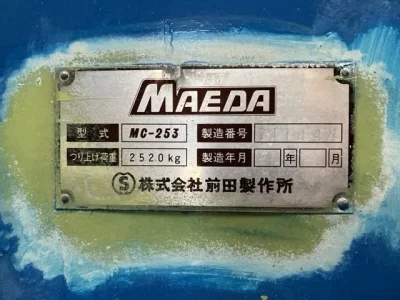 MAEDA
型式 MC-253 製造番号
つり上げ荷重 2520kg 製造年月 年 月
Ⓢ 株式会社前田製作所